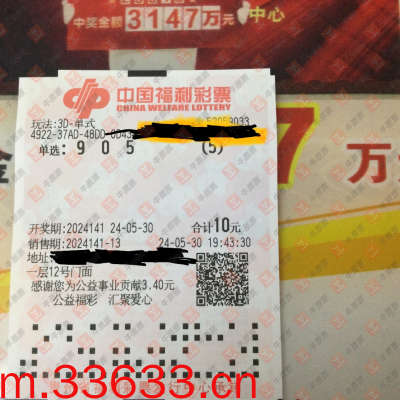 中奖金额3147万元 中心
中国福利彩票
CHINA WELFARE LOTTERY
玩法:3D-单式
4922-37AD-4BDD-
单选: 9 0 5 (5)
7 万
开奖期:2024141 24-05-30 合计10元
销售期:2024141-13 24-05-30 19:43:30
地址:
一层12号门面
感谢您为公益事业贡献3.40元
公益福彩 汇聚爱心
m.33633.com.cn